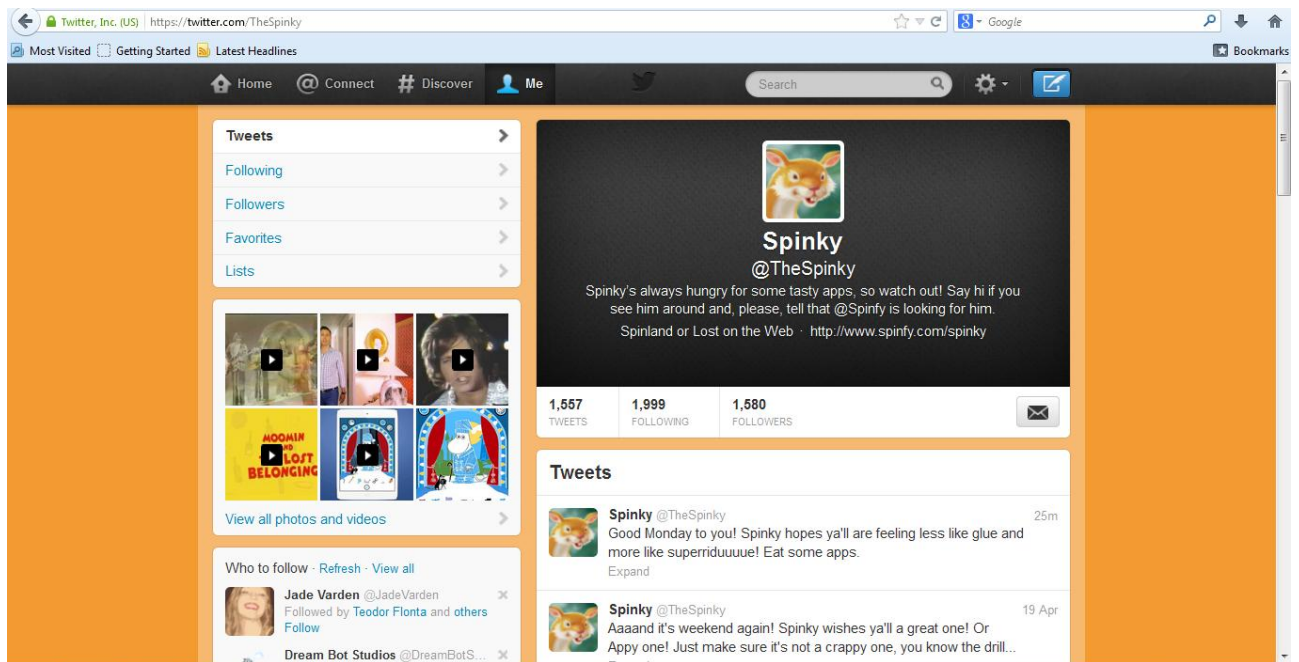 Twitter, Inc. (US) https://twitter.com/TheSpinky
Google
Most Visited Getting Started Latest Headlines
Bookmarks
Home Connect Discover Me
Search
Tweets
Following
Followers
Favorites
Lists
MOOMIN
LOST
BELONGING
View all photos and videos
Who to follow · Refresh · View all
Jade Varden @JadeVarden
Followed by Teodor Flonta and others
Follow
Dream Bot Studios @DreamBotS...
Spinky
@TheSpinky
Spinky's always hungry for some tasty apps, so watch out! Say hi if you
see him around and, please, tell that @Spinfy is looking for him.
Spinland or Lost on the Web · http://www.spinfy.com/spinky
1,557 1,999 1,580
TWEETS FOLLOWING FOLLOWERS
Tweets
Spinky @TheSpinky 25m
Good Monday to you! Spinky hopes ya'll are feeling less like glue and
more like superriduuuue! Eat some apps.
Expand
Spinky @TheSpinky 19 Apr
Aaaand it's weekend again! Spinky wishes ya'll a great one! Or
Appy one! Just make sure it's not a crappy one, you know the drill...